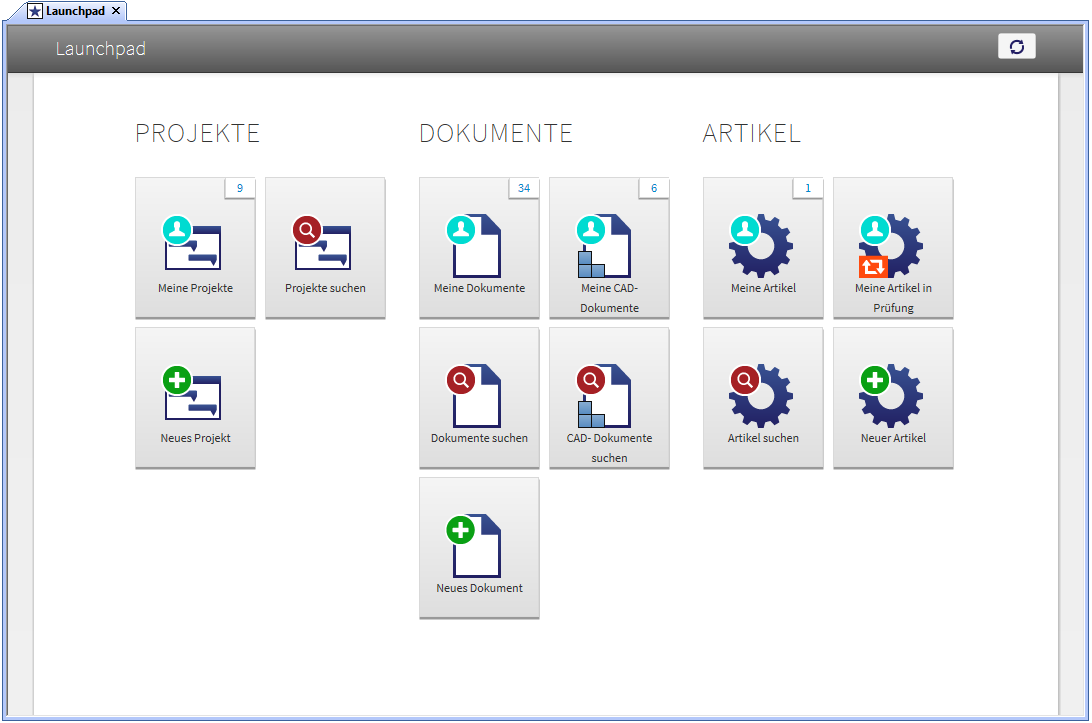 Launchpad
Launchpad
PROJEKTE
9
Meine Projekte
Projekte suchen
Neues Projekt
DOKUMENTE
34
Meine Dokumente
6
Meine CAD-
Dokumente
Dokumente suchen
CAD- Dokumente
suchen
Neues Dokument
ARTIKEL
1
Meine Artikel
Meine Artikel in
Prüfung
Artikel suchen
Neuer Artikel